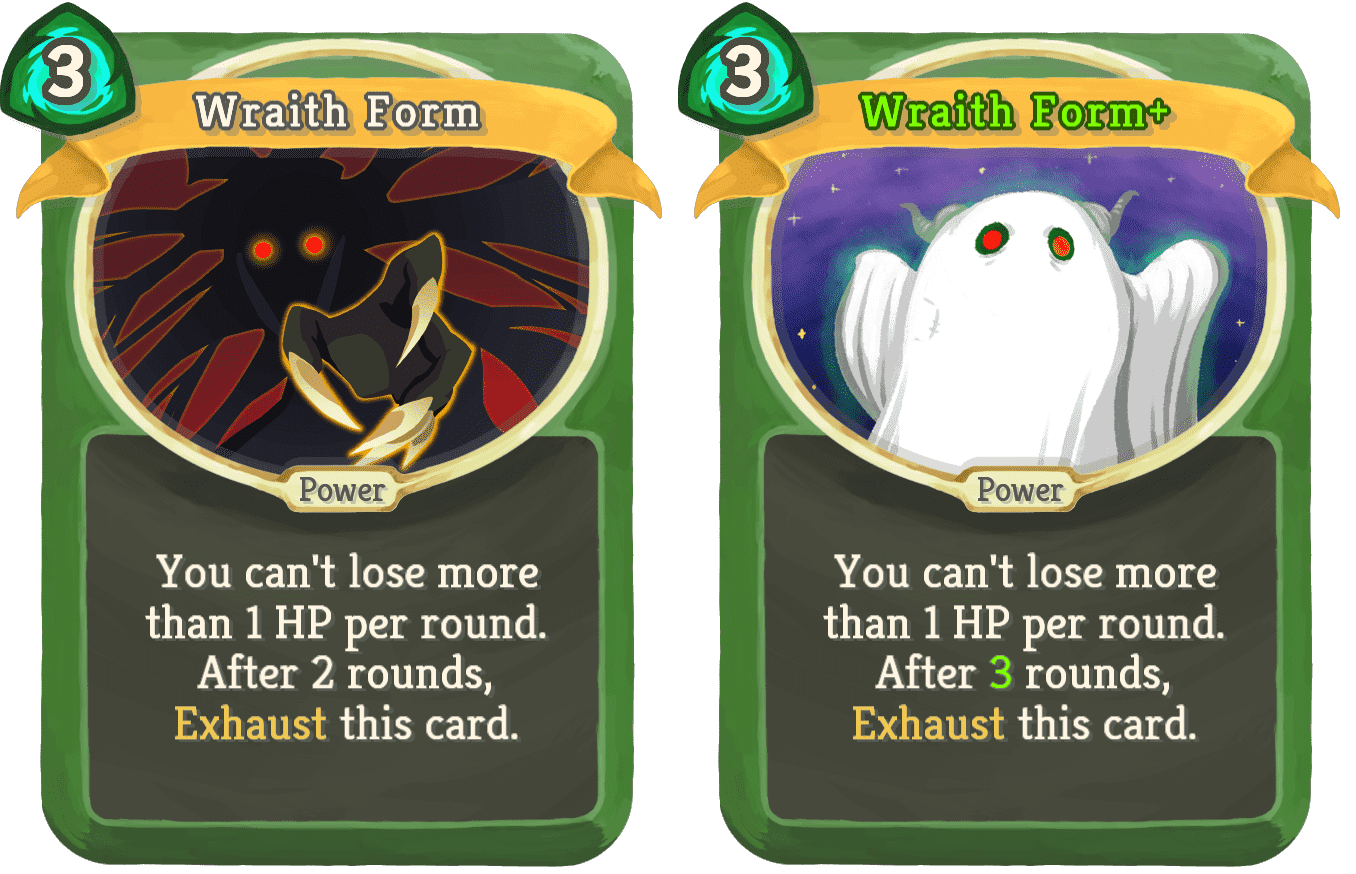 3
Wraith Form
Power
You can't lose more
than 1 HP per round.
After 2 rounds,
Exhaust this card.
3
Wraith Form+
Power
You can't lose more
than 1 HP per round.
After 3 rounds,
Exhaust this card.